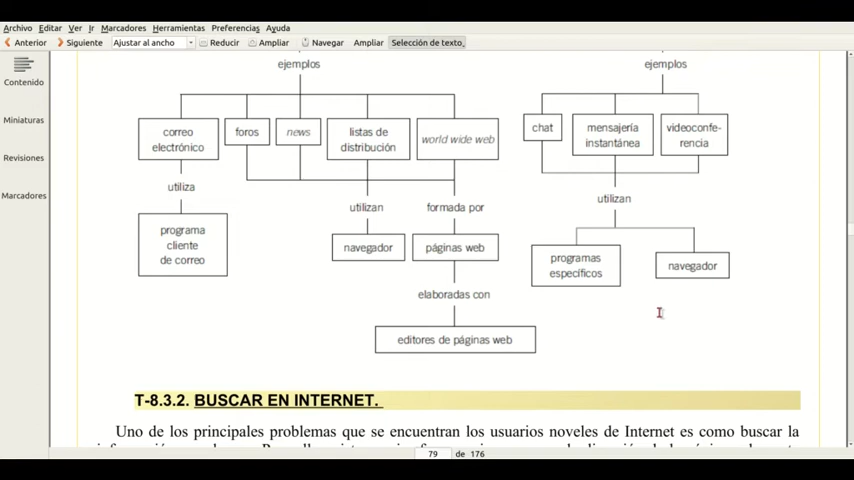 Archivo Editar Ver Ir Marcadores Herramientas Preferencias Ayuda
Anterior Siguiente Ajustar al ancho Reducir Ampliar Navegar Ampliar Selección de texto
Contenido
Miniaturas
Revisiones
Marcadores
ejemplos
correo
electrónico
foros
news
listas de
distribución
world wide web
utiliza
utilizan
formada por
programa
cliente
de correo
navegador
páginas web
elaboradas con
editores de páginas web
ejemplos
chat
mensajería
instantánea
videoconfe-
rencia
utilizan
programas
específicos
navegador
T-8.3.2. BUSCAR EN INTERNET.
Uno de los principales problemas que se encuentran los usuarios noveles de Internet es como buscar la
79 de 176